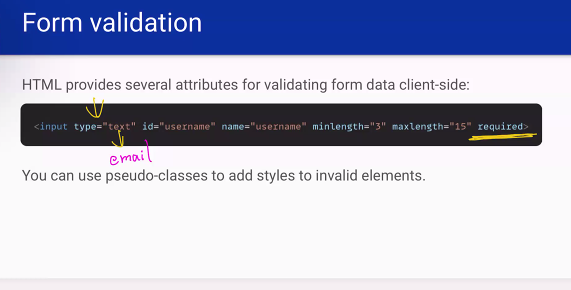 Form validation
HTML provides several attributes for validating form data client-side:
<input type="text" id="username" name="username" minlength="3" maxlength="15" required>
email
You can use pseudo-classes to add styles to invalid elements.